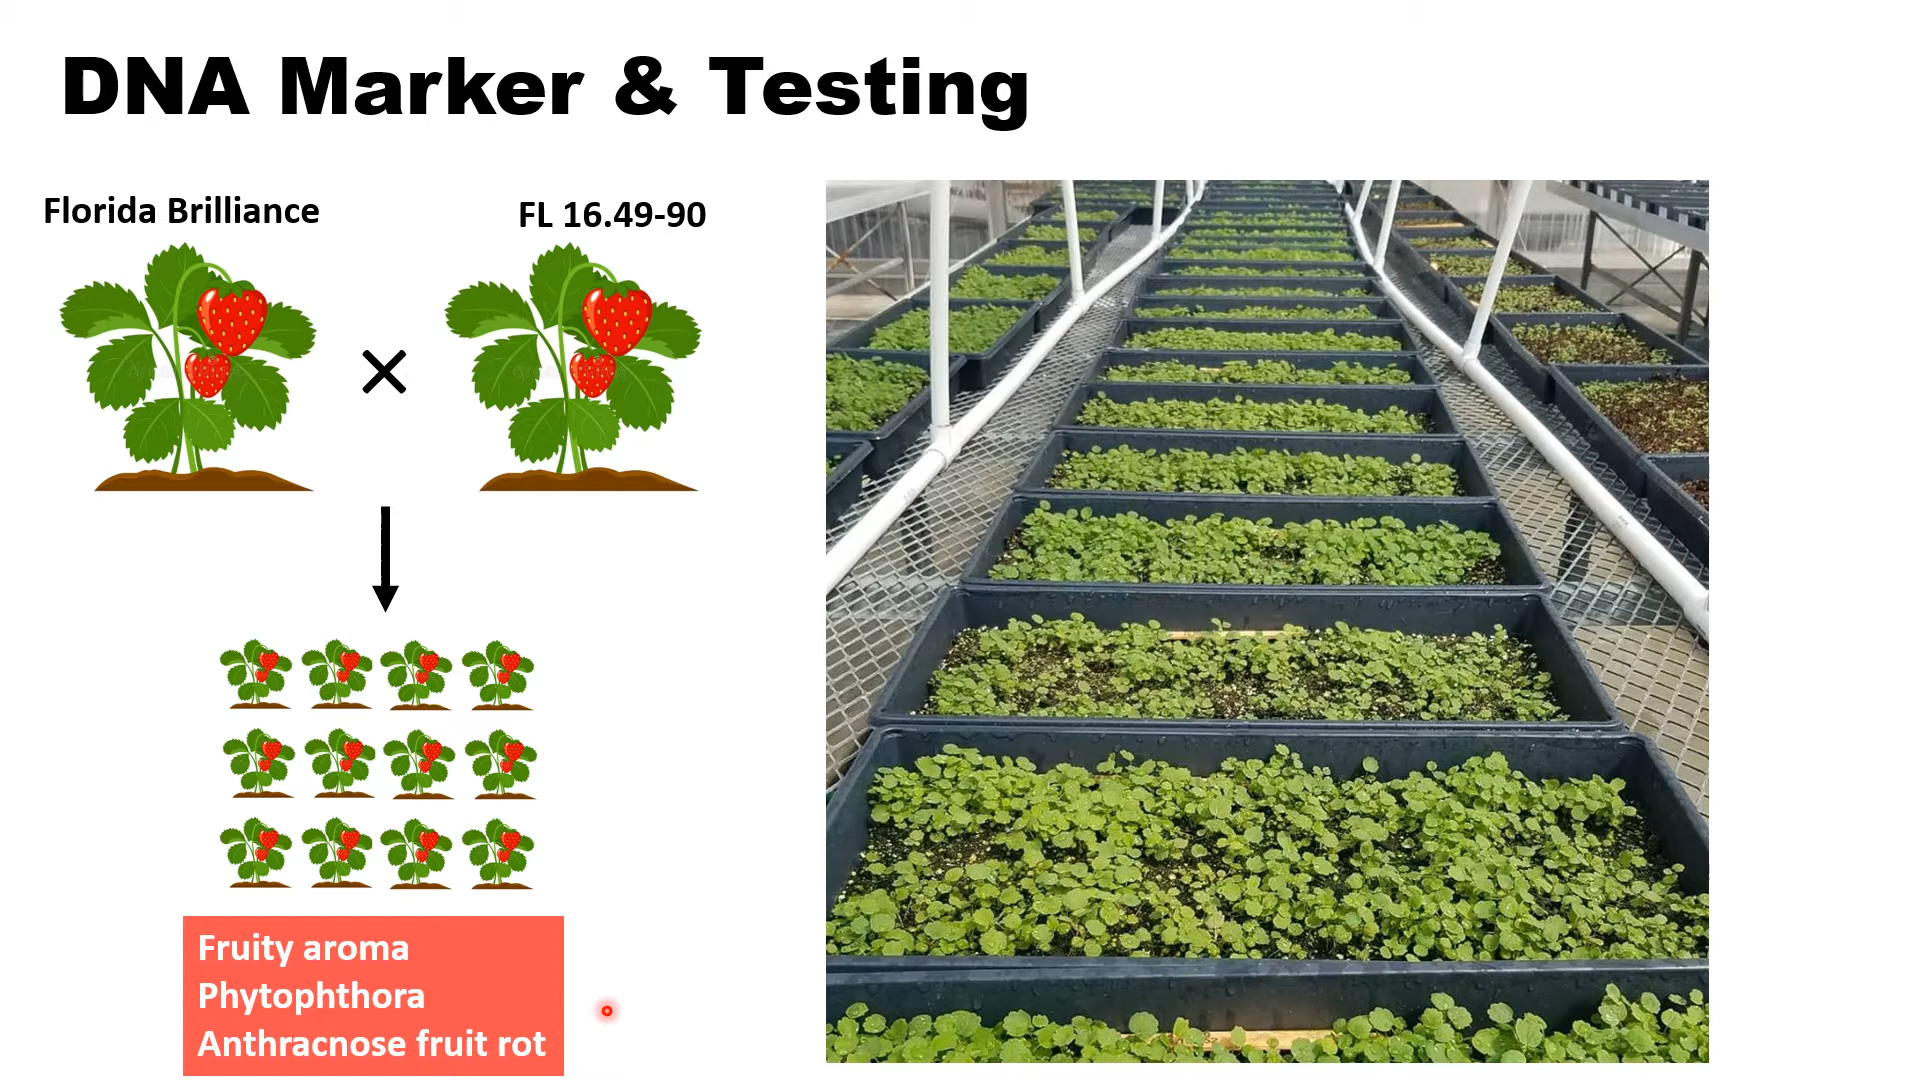 DNA Marker & Testing
Florida Brilliance
FL 16.49-90
Fruity aroma
Phytophthora
Anthracnose fruit rot